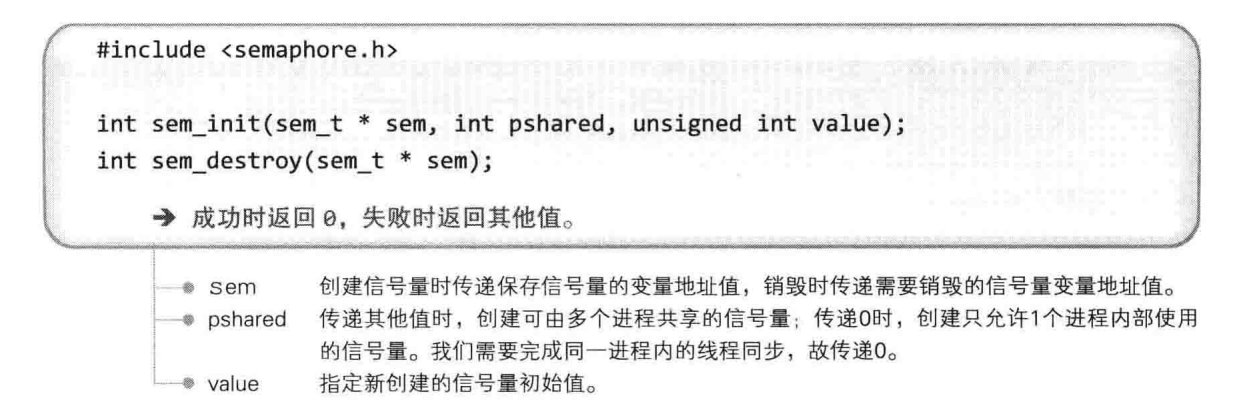 #include <semaphore.h>
int sem_init(sem_t * sem, int pshared, unsigned int value);
int sem_destroy(sem_t * sem);
➔ 成功时返回 0，失败时返回其他值。
sem 创建信号量时传递保存信号量的变量地址值，销毁时传递需要销毁的信号量变量地址值。
pshared 传递其他值时，创建可由多个进程共享的信号量；传递0时，创建只允许1个进程内部使用
的信号量。我们需要完成同一进程内的线程同步，故传递0。
value 指定新创建的信号量初始值。